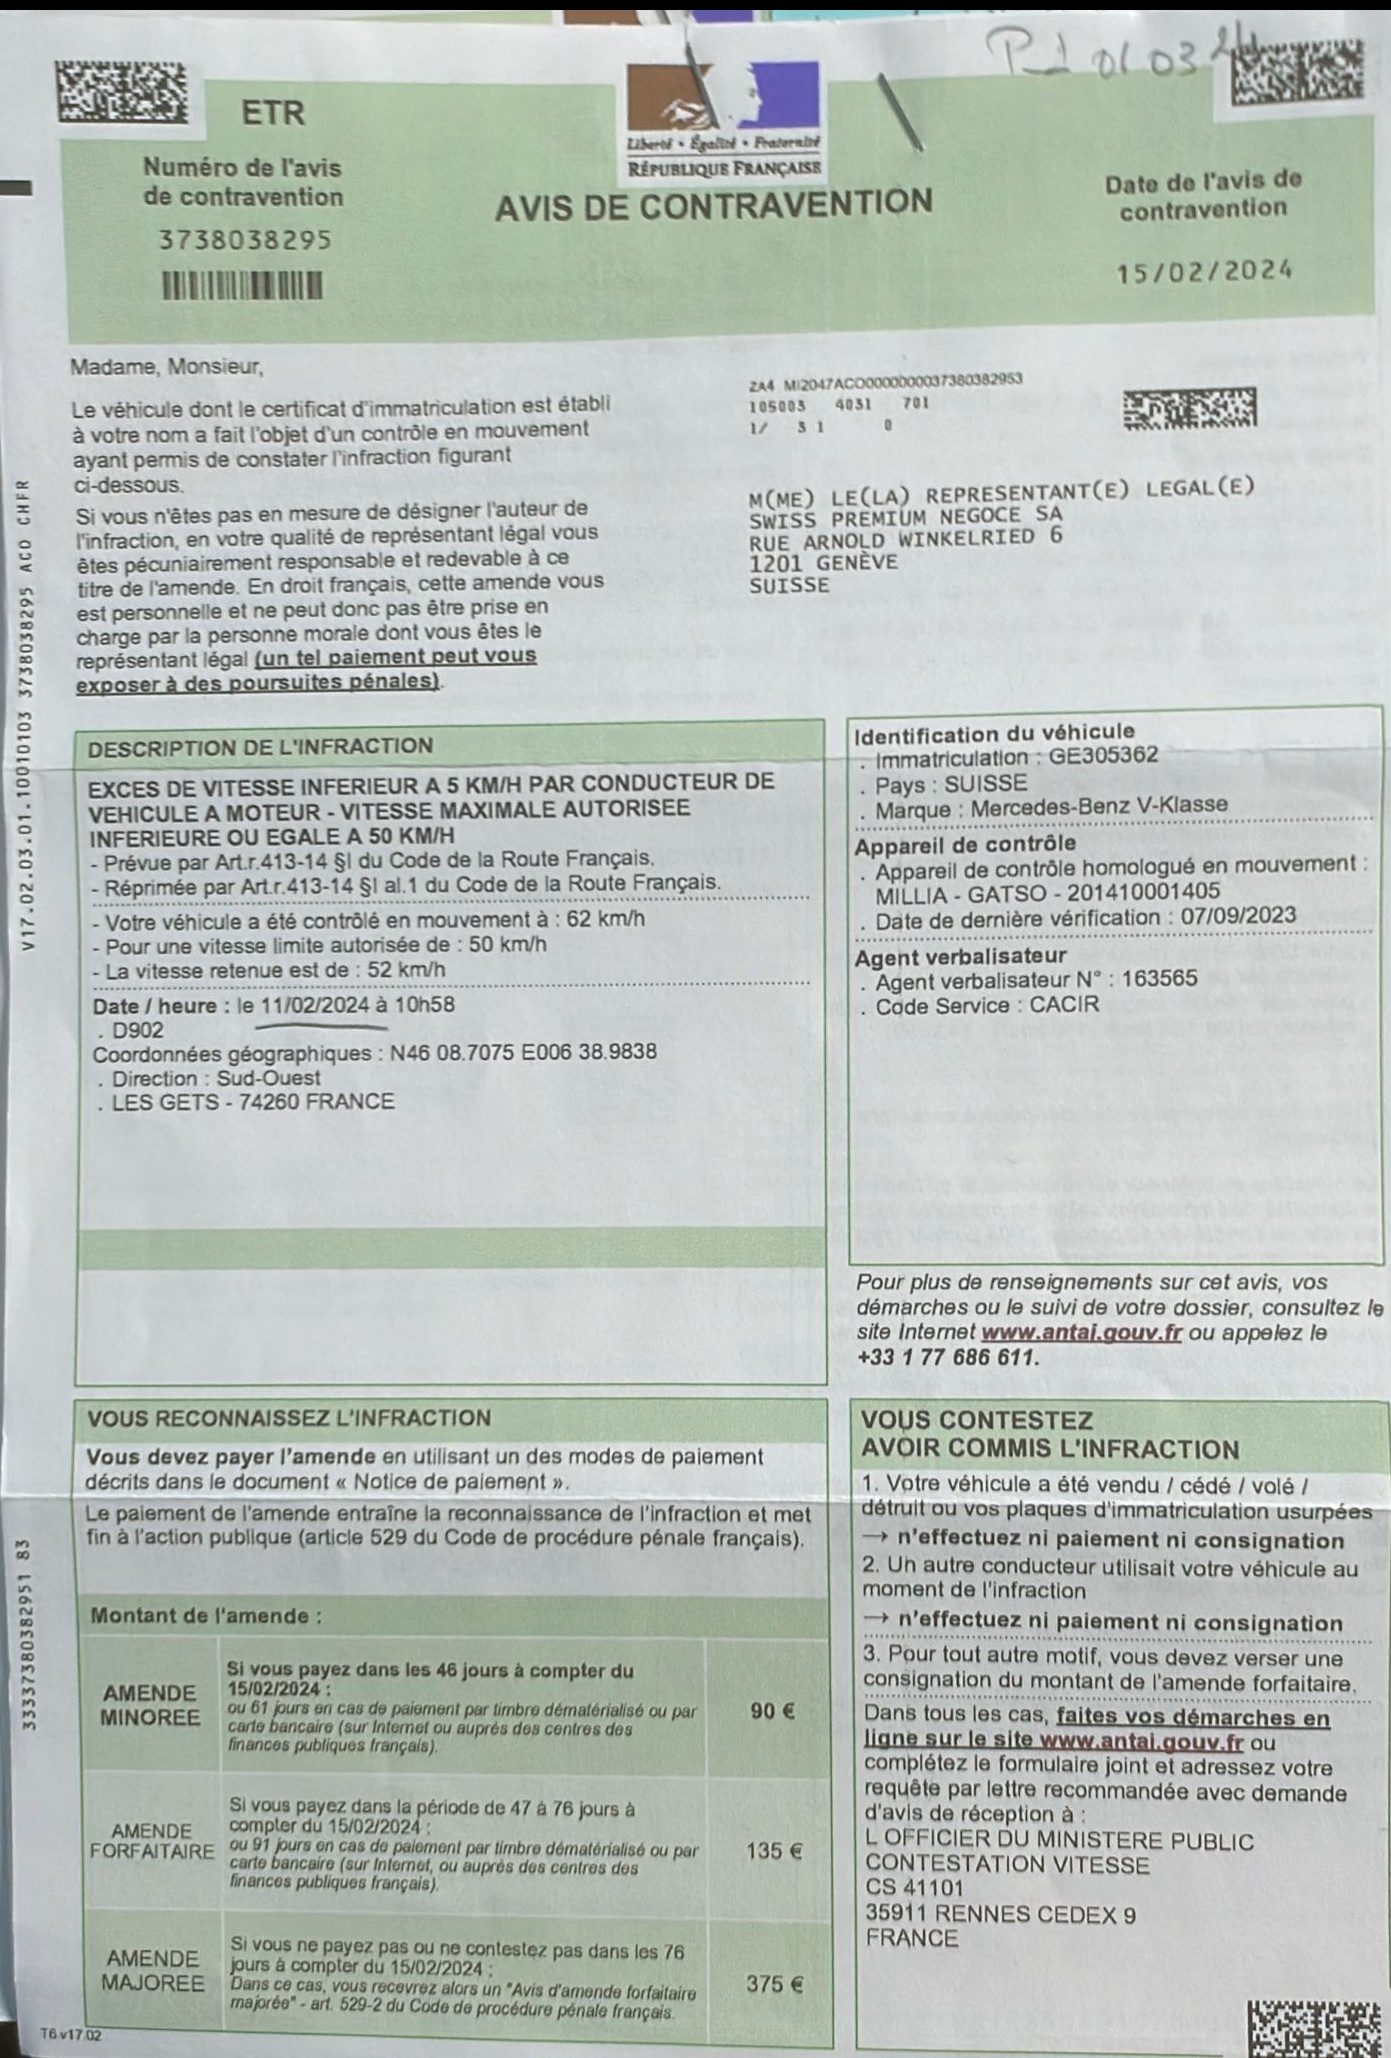 P-d 01 03 24
ETR
Liberté • Égalité • Fraternité
RÉPUBLIQUE FRANÇAISE
Numéro de l'avis
de contravention
3738038295
AVIS DE CONTRAVENTION
Date de l'avis de
contravention
15/02/2024
Madame, Monsieur,
Le véhicule dont le certificat d'immatriculation est établi
à votre nom a fait l'objet d'un contrôle en mouvement
ayant permis de constater l'infraction figurant
ci-dessous.
Si vous n'êtes pas en mesure de désigner l'auteur de
l'infraction, en votre qualité de représentant légal vous
êtes pécuniairement responsable et redevable à ce
titre de l'amende. En droit français, cette amende vous
est personnelle et ne peut donc pas être prise en
charge par la personne morale dont vous êtes le
représentant légal (un tel paiement peut vous
exposer à des poursuites pénales).
ZA4 MI2047ACO0000000037380382953
105003 4031 701
1/ 3 1 0
M(ME) LE(LA) REPRESENTANT(E) LEGAL(E)
SWISS PREMIUM NEGOCE SA
RUE ARNOLD WINKELRIED 6
1201 GENÈVE
SUISSE
V17.02.03.01.10010103 3738038295 ACO CHFR
DESCRIPTION DE L'INFRACTION
EXCES DE VITESSE INFERIEUR A 5 KM/H PAR CONDUCTEUR DE
VEHICULE A MOTEUR - VITESSE MAXIMALE AUTORISEE
INFERIEURE OU EGALE A 50 KM/H
- Prévue par Art.r.413-14 §I du Code de la Route Français.
- Réprimée par Art.r.413-14 §I al.1 du Code de la Route Français.
- Votre véhicule a été contrôlé en mouvement à : 62 km/h
- Pour une vitesse limite autorisée de : 50 km/h
- La vitesse retenue est de : 52 km/h
Date / heure : le 11/02/2024 à 10h58
. D902
Coordonnées géographiques : N46 08.7075 E006 38.9838
. Direction : Sud-Ouest
. LES GETS - 74260 FRANCE
Identification du véhicule
. Immatriculation : GE305362
. Pays : SUISSE
. Marque : Mercedes-Benz V-Klasse
Appareil de contrôle
. Appareil de contrôle homologué en mouvement :
MILLIA - GATSO - 201410001405
. Date de dernière vérification : 07/09/2023
Agent verbalisateur
. Agent verbalisateur N° : 163565
. Code Service : CACIR
Pour plus de renseignements sur cet avis, vos
démarches ou le suivi de votre dossier, consultez le
site Internet www.antai.gouv.fr ou appelez le
+33 1 77 686 611.
VOUS RECONNAISSEZ L'INFRACTION
Vous devez payer l'amende en utilisant un des modes de paiement
décrits dans le document « Notice de paiement ».
Le paiement de l'amende entraîne la reconnaissance de l'infraction et met
fin à l'action publique (article 529 du Code de procédure pénale français).
Montant de l'amende :
AMENDE
MINOREE
Si vous payez dans les 46 jours à compter du
15/02/2024 :
ou 61 jours en cas de paiement par timbre dématérialisé ou par
carte bancaire (sur Internet ou auprès des centres des
finances publiques français).
90 €
AMENDE
FORFAITAIRE
Si vous payez dans la période de 47 à 76 jours à
compter du 15/02/2024 :
ou 91 jours en cas de paiement par timbre dématérialisé ou par
carte bancaire (sur Internet, ou auprès des centres des
finances publiques français).
135 €
AMENDE
MAJOREE
Si vous ne payez pas ou ne contestez pas dans les 76
jours à compter du 15/02/2024 :
Dans ce cas, vous recevrez alors un "Avis d'amende forfaitaire
majorée" - art. 529-2 du Code de procédure pénale français.
375 €
VOUS CONTESTEZ
AVOIR COMMIS L'INFRACTION
1. Votre véhicule a été vendu / cédé / volé /
détruit ou vos plaques d'immatriculation usurpées
→ n'effectuez ni paiement ni consignation
2. Un autre conducteur utilisait votre véhicule au
moment de l'infraction
→ n'effectuez ni paiement ni consignation
3. Pour tout autre motif, vous devez verser une
consignation du montant de l'amende forfaitaire.
Dans tous les cas, faites vos démarches en
ligne sur le site www.antai.gouv.fr ou
complétez le formulaire joint et adressez votre
requête par lettre recommandée avec demande
d'avis de réception à :
L OFFICIER DU MINISTERE PUBLIC
CONTESTATION VITESSE
CS 41101
35911 RENNES CEDEX 9
FRANCE
33337380382951 83
T6 v17.02